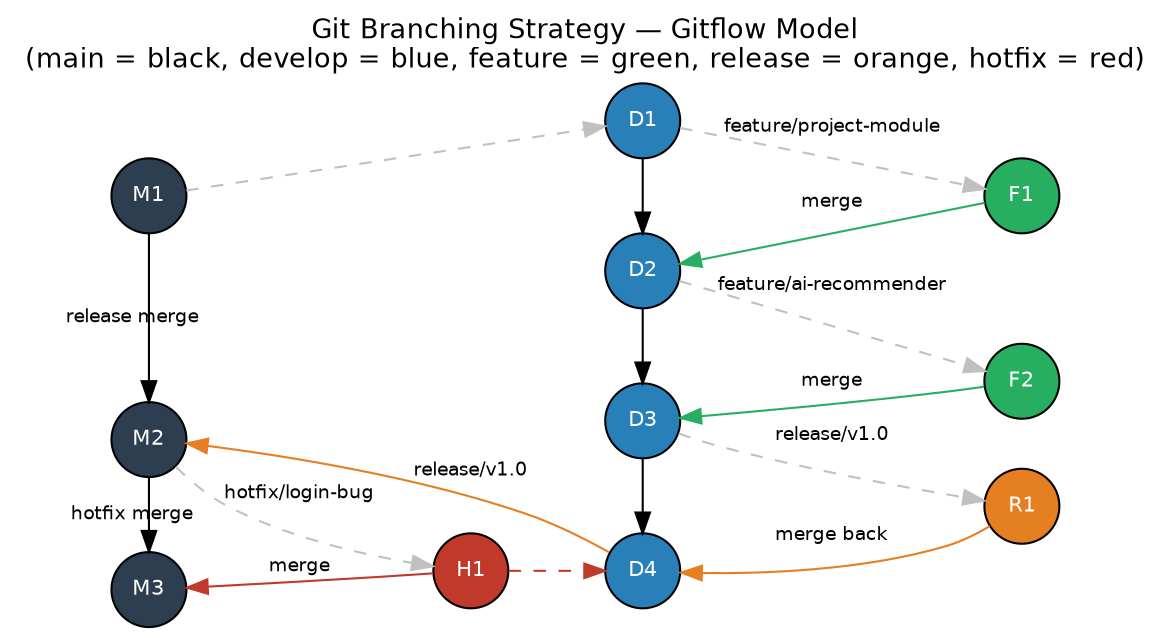 Git Branching Strategy — Gitflow Model
(main = black, develop = blue, feature = green, release = orange, hotfix = red)
D1
feature/project-module
M1
F1
merge
D2
feature/ai-recommender
release merge
F2
merge
D3
release/v1.0
M2
release/v1.0
hotfix/login-bug
R1
hotfix merge
merge back
merge
H1
D4
M3